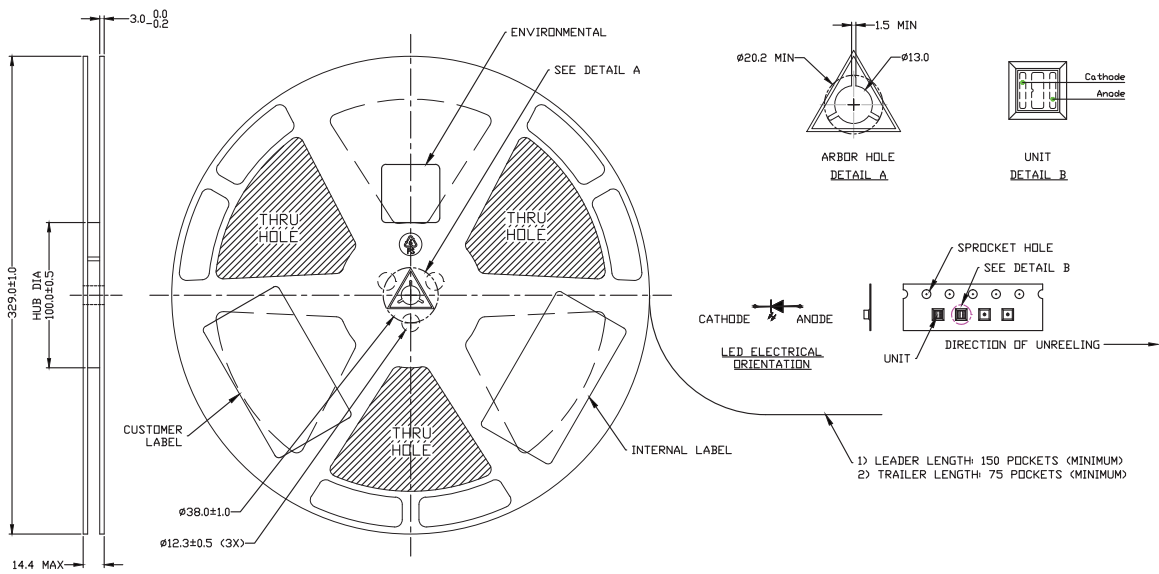 3.0 0.0
-0.2
ENVIRONMENTAL
SEE DETAIL A
1.5 MIN
ø20.2 MIN
ø13.0
Cathode
Anode
ARBOR HOLE
DETAIL A
UNIT
DETAIL B
THRU
HOLE
THRU
HOLE
329.0±1.0
HUB DIA
100.0±0.5
SPROCKET HOLE
SEE DETAIL B
CATHODE
ANODE
UNIT
DIRECTION OF UNREELING
LED ELECTRICAL
ORIENTATION
CUSTOMER
LABEL
THRU
HOLE
INTERNAL LABEL
1) LEADER LENGTH: 150 POCKETS (MINIMUM)
2) TRAILER LENGTH: 75 POCKETS (MINIMUM)
ø38.0±1.0
ø12.3±0.5 (3X)
14.4 MAX